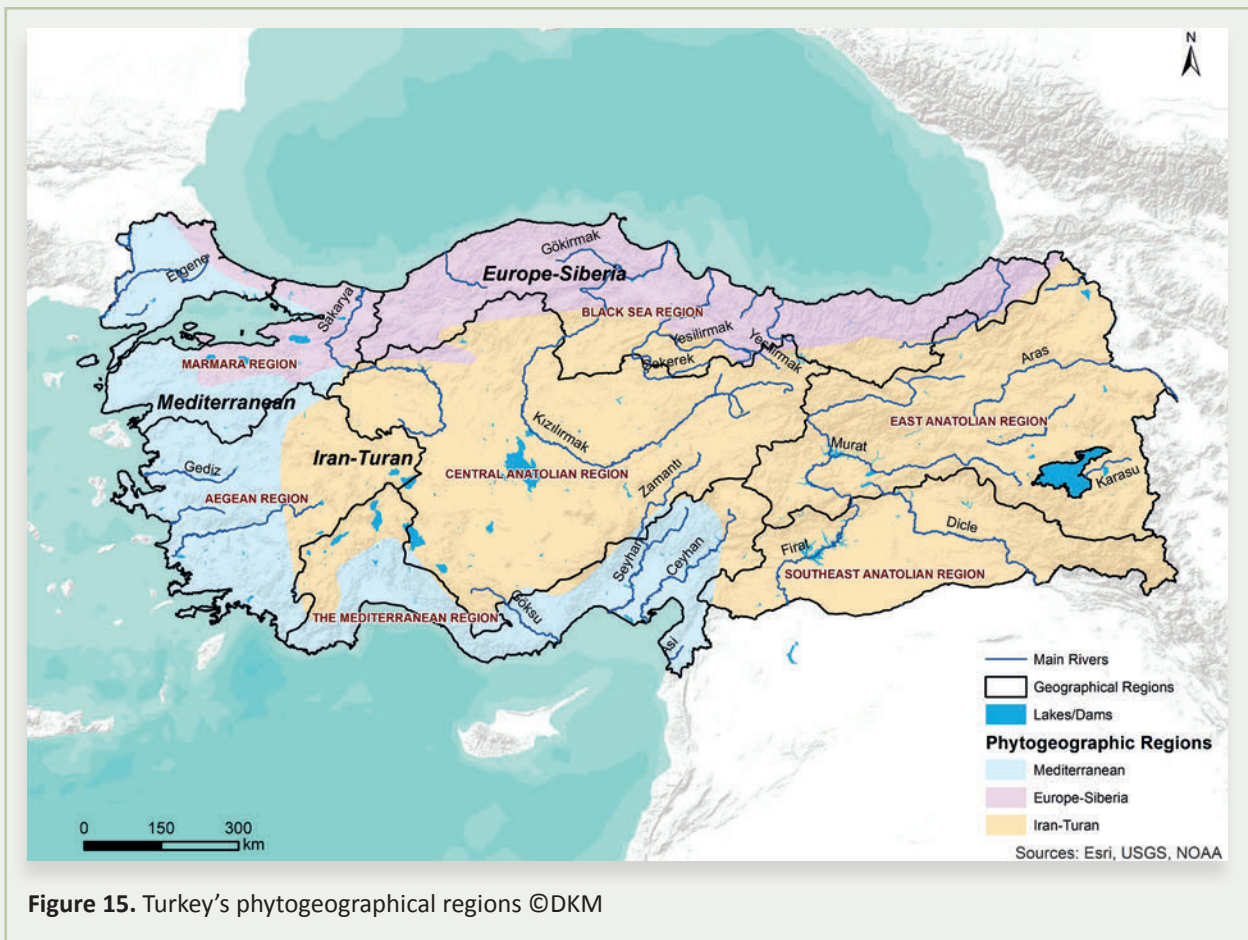 N
Gökirmak
Europe-Siberia
Ergene
Sakarya
BLACK SEA REGION
Yesilirmak
Yesilirmak
Çekerek
MARMARA REGION
Aras
Mediterranean
Kızılırmak
EAST ANATOLIAN REGION
Murat
Iran-Turan
Gediz
CENTRAL ANATOLIAN REGION
Zamantı
Karasu
AEGEAN REGION
Dicle
Seyhan
Ceyhan
Firat
SOUTHEAST ANATOLIAN REGION
THE MEDITERRANEAN REGION
Göksu
Asi
Main Rivers
Geographical Regions
Lakes/Dams
Phytogeographic Regions
Mediterranean
Europe-Siberia
Iran-Turan
0 150 300
km
Sources: Esri, USGS, NOAA
Figure 15. Turkey’s phytogeographical regions ©DKM